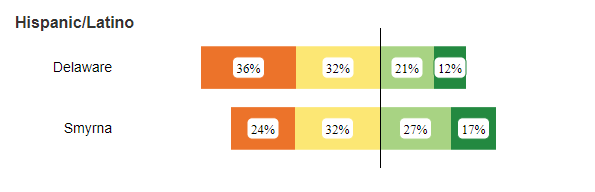 Hispanic/Latino
Delaware 36% 32% 21% 12%
Smyrna 24% 32% 27% 17%